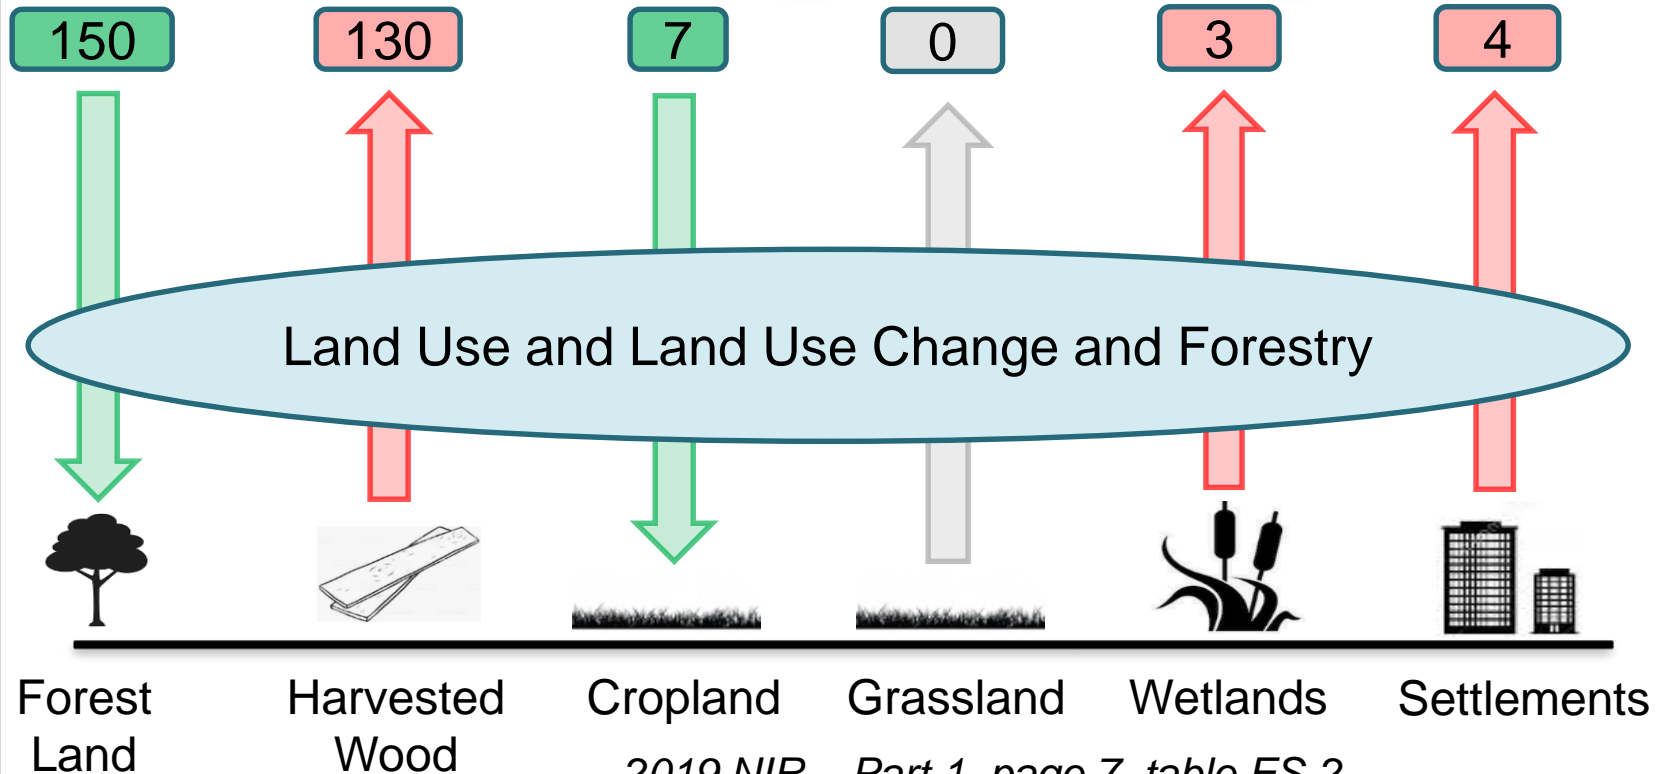 150 130 7 0 3 4
Land Use and Land Use Change and Forestry
Forest Land
Harvested Wood
Cropland
Grassland
Wetlands
Settlements
2019 NIR – Part 1, page 7, table ES 2